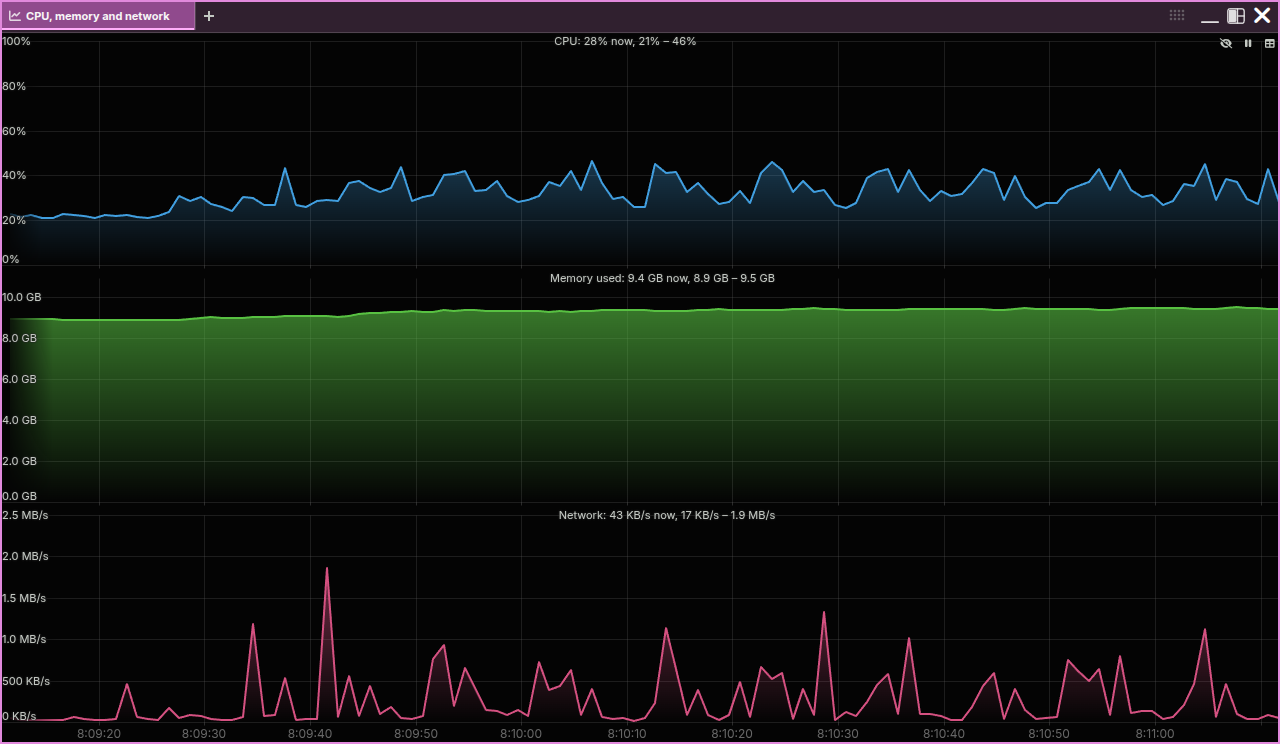 CPU, memory and network
CPU: 28% now, 21% – 46%
100%
80%
60%
40%
20%
0%
Memory used: 9.4 GB now, 8.9 GB – 9.5 GB
10.0 GB
8.0 GB
6.0 GB
4.0 GB
2.0 GB
0.0 GB
Network: 43 KB/s now, 17 KB/s – 1.9 MB/s
2.5 MB/s
2.0 MB/s
1.5 MB/s
1.0 MB/s
500 KB/s
0 KB/s
8:09:20 8:09:30 8:09:40 8:09:50 8:10:00 8:10:10 8:10:20 8:10:30 8:10:40 8:10:50 8:11:00